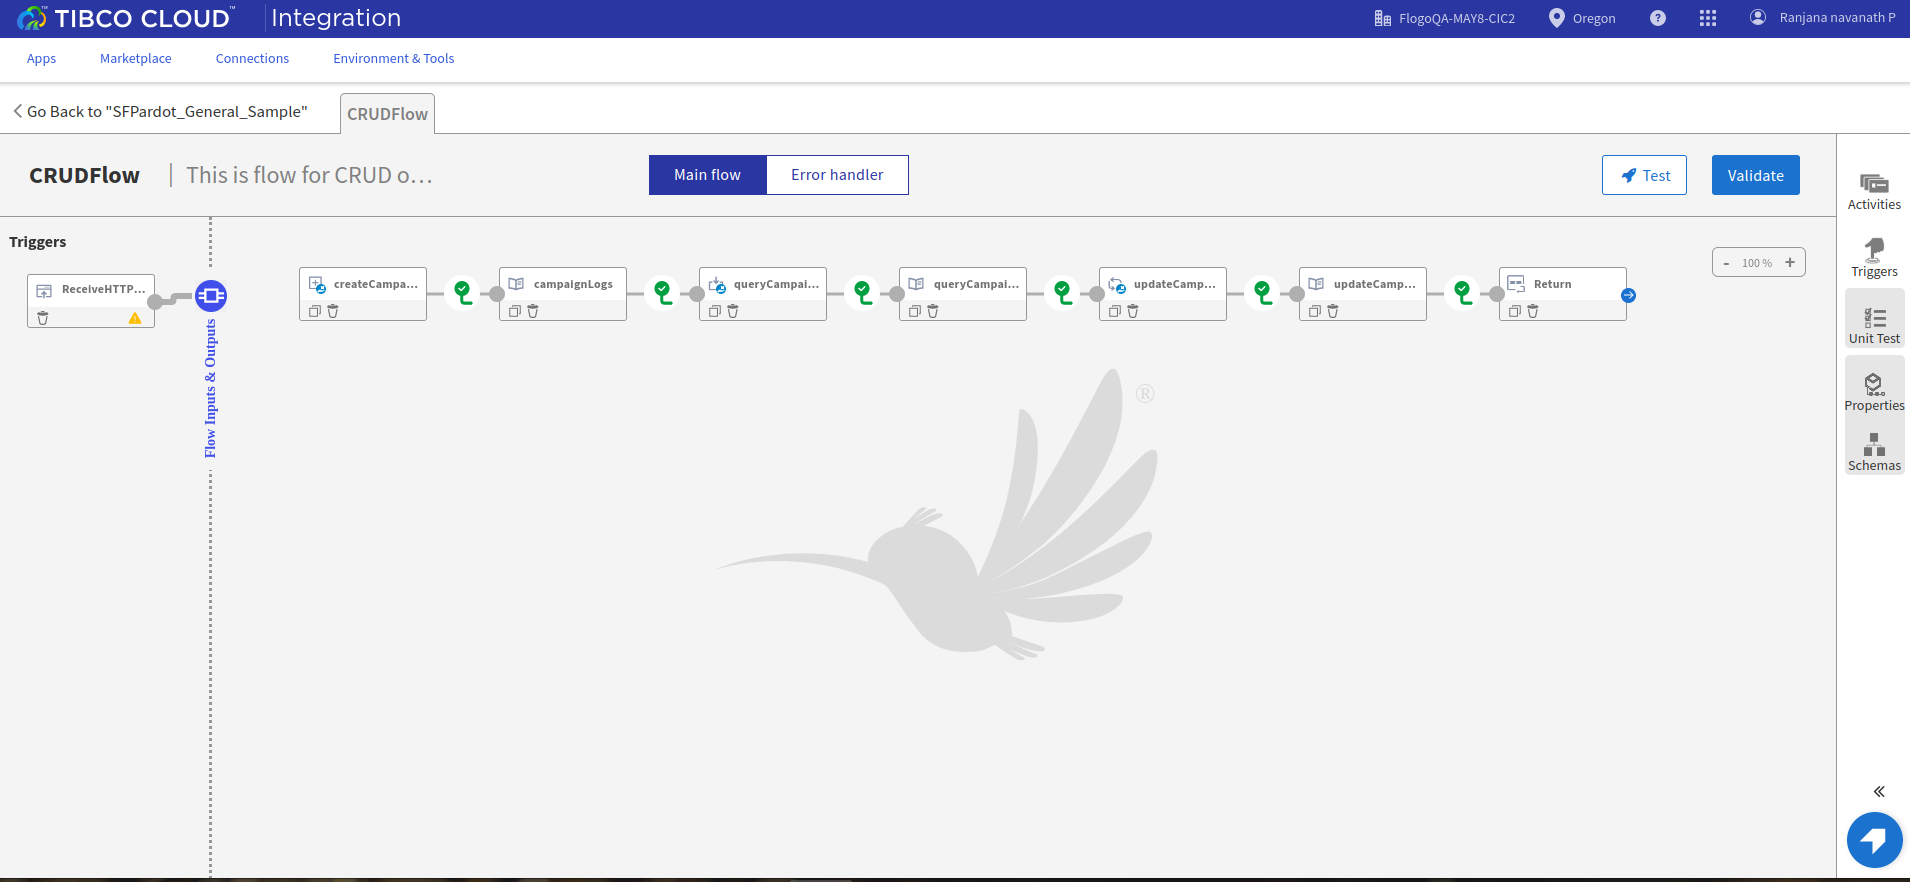 TIBCO CLOUD™ Integration
FlogoQA-MAY8-CIC2
Oregon
?
Ranjana navanath P
Apps
Marketplace
Connections
Environment & Tools
Go Back to "SFPardot_General_Sample"
CRUDFlow
CRUDFlow
This is flow for CRUD o...
Main flow
Error handler
Test
Validate
Triggers
ReceiveHTTP...
Flow Inputs & Outputs
createCampa...
campaignLogs
queryCampai...
queryCampai...
updateCamp...
updateCamp...
Return
- 100 % +
®
Activities
Triggers
Unit Test
Properties
Schemas